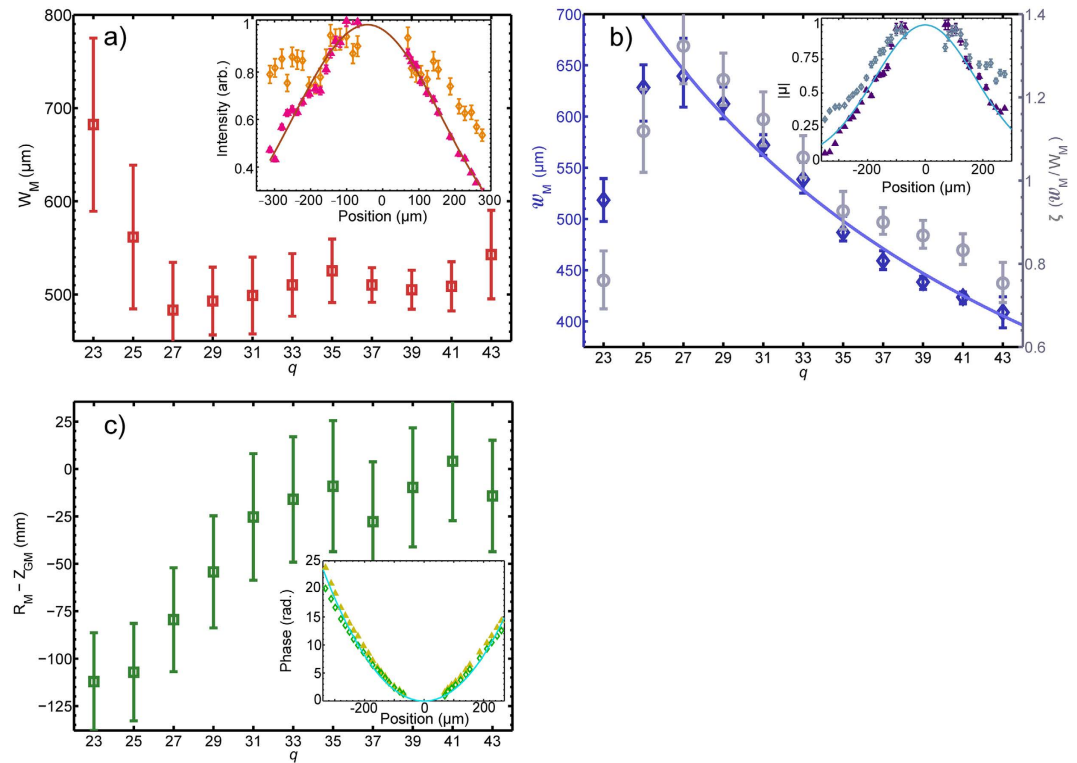 a)
800
700
600
500
W_M (μm)
23 25 27 29 31 33 35 37 39 41 43
q
1
0.8
0.6
0.4
Intensity (arb.)
-300 -200 -100 0 100 200 300
Position (μm)
b)
700
650
600
550
500
450
400
𝓌_M (μm)
1.4
1.2
1
0.8
0.6
ζ (𝓌_M/W_M)
23 25 27 29 31 33 35 37 39 41 43
q
1
0.75
0.5
0.25
0
|μ|
-200 0 200
Position (μm)
c)
25
0
−25
−50
−75
−100
−125
R_M − Z_GM (mm)
23 25 27 29 31 33 35 37 39 41 43
q
25
20
15
10
5
0
Phase (rad.)
-200 0 200
Position (μm)